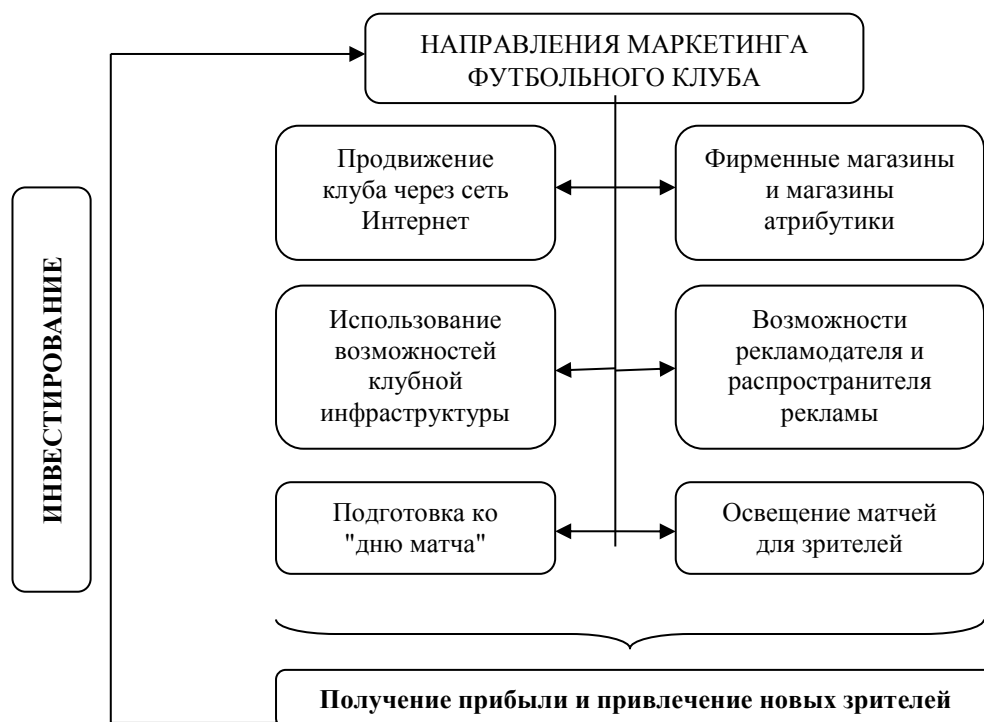 НАПРАВЛЕНИЯ МАРКЕТИНГА
ФУТБОЛЬНОГО КЛУБА
Продвижение
клуба через сеть
Интернет
Фирменные магазины
и магазины
атрибутики
ИНВЕСТИРОВАНИЕ
Использование
возможностей
клубной
инфраструктуры
Возможности
рекламодателя и
распространителя
рекламы
Подготовка ко
"дню матча"
Освещение матчей
для зрителей
Получение прибыли и привлечение новых зрителей